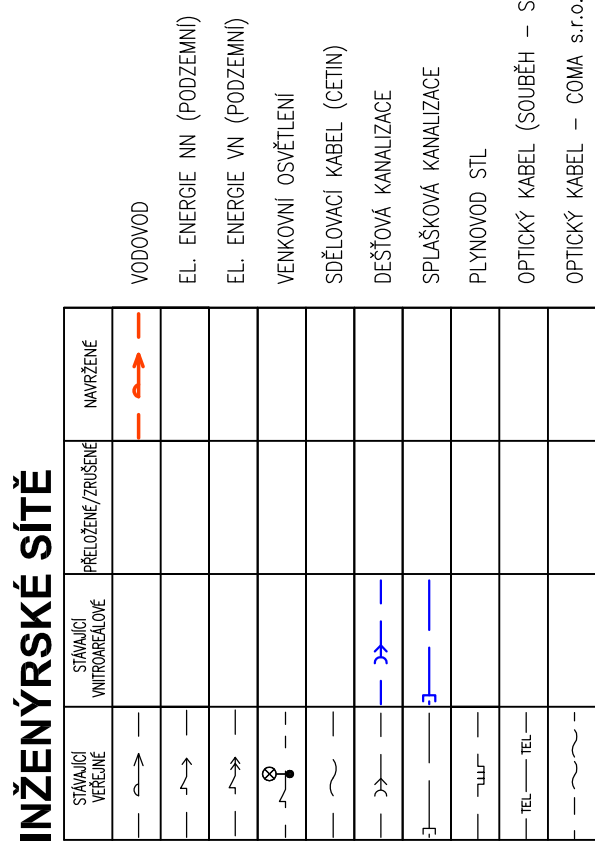 INŽENÝRSKÉ SÍTĚ
STÁVAJÍCÍ
VEŘEJNÉ
STÁVAJÍCÍ
VNITROAREÁLOVÉ
PŘELOŽENÉ/ZRUŠENÉ
NAVRŽENÉ
VODOVOD
EL. ENERGIE NN (PODZEMNÍ)
EL. ENERGIE VN (PODZEMNÍ)
VENKOVNÍ OSVĚTLENÍ
SDĚLOVACÍ KABEL (CETIN)
DEŠŤOVÁ KANALIZACE
SPLAŠKOVÁ KANALIZACE
PLYNOVOD STL
TEL TEL
OPTICKÝ KABEL (SOUBĚH – S
OPTICKÝ KABEL – COMA s.r.o.